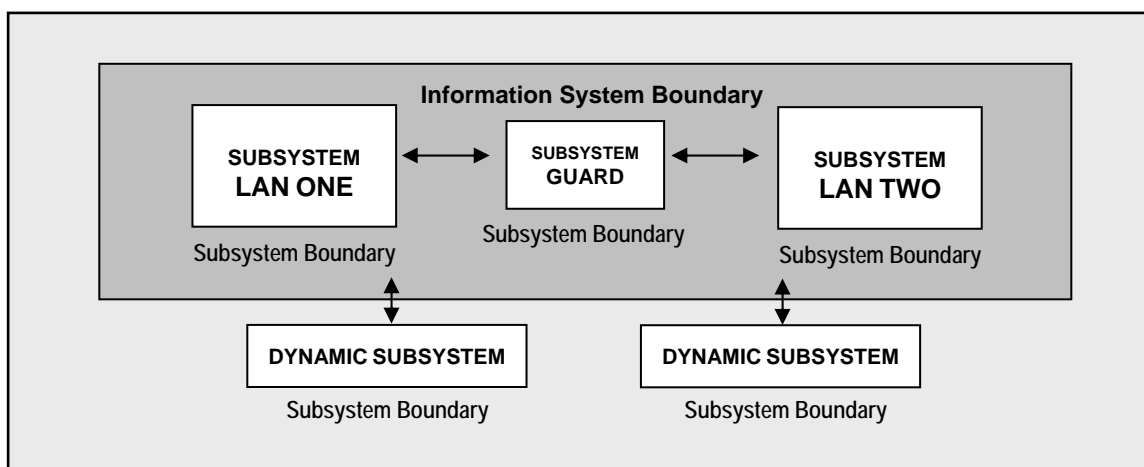 Information System Boundary
SUBSYSTEM
LAN ONE
SUBSYSTEM
GUARD
SUBSYSTEM
LAN TWO
Subsystem Boundary
Subsystem Boundary
Subsystem Boundary
DYNAMIC SUBSYSTEM
DYNAMIC SUBSYSTEM
Subsystem Boundary
Subsystem Boundary